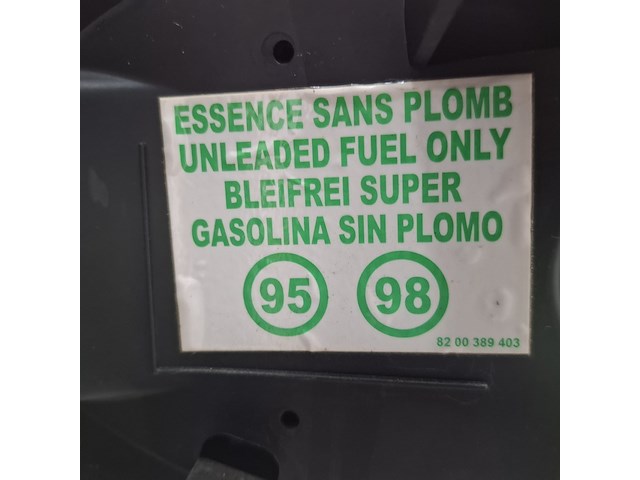 ESSENCE SANS PLOMB
UNLEADED FUEL ONLY
BLEIFREI SUPER
GASOLINA SIN PLOMO
95 98
82 00 389 403